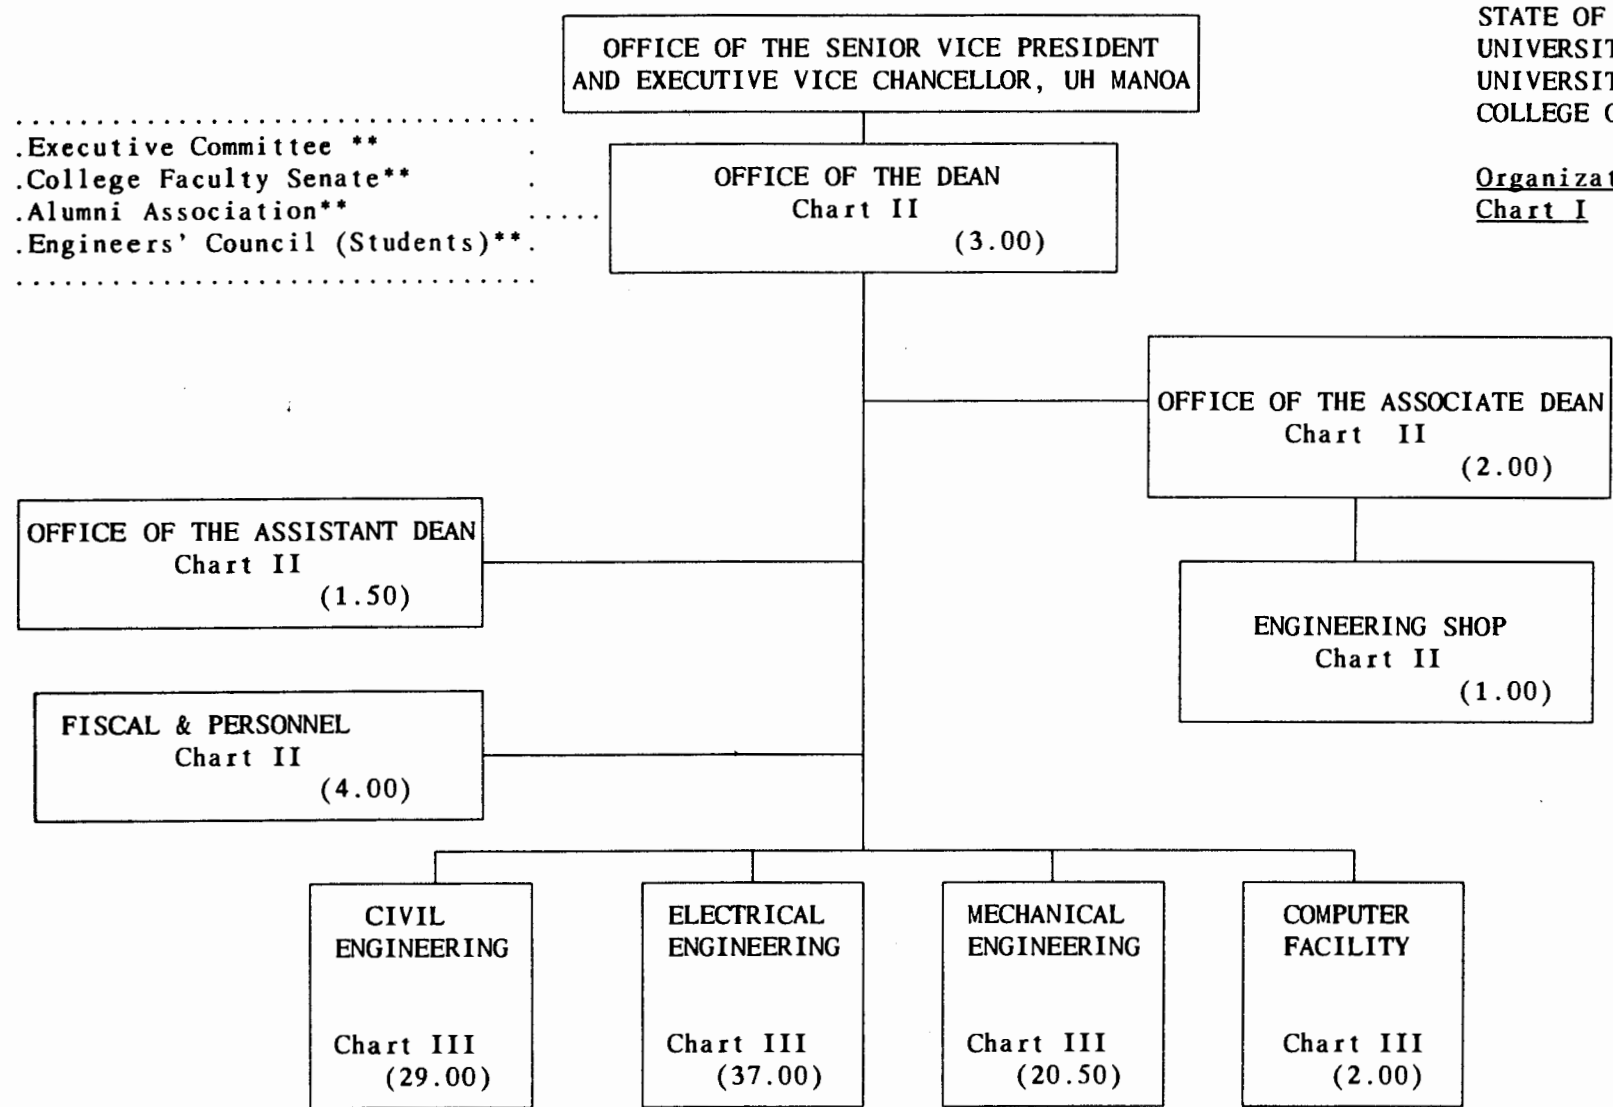 OFFICE OF THE SENIOR VICE PRESIDENT
AND EXECUTIVE VICE CHANCELLOR, UH MANOA
STATE OF
UNIVERSIT
UNIVERSIT
COLLEGE
Organizat
Chart I
.Executive Committee ** .
.College Faculty Senate** .
.Alumni Association** .....
.Engineers' Council (Students)**.
OFFICE OF THE DEAN
Chart II
(3.00)
OFFICE OF THE ASSOCIATE DEAN
Chart II
(2.00)
OFFICE OF THE ASSISTANT DEAN
Chart II
(1.50)
ENGINEERING SHOP
Chart II
(1.00)
FISCAL & PERSONNEL
Chart II
(4.00)
CIVIL
ENGINEERING
Chart III
(29.00)
ELECTRICAL
ENGINEERING
Chart III
(37.00)
MECHANICAL
ENGINEERING
Chart III
(20.50)
COMPUTER
FACILITY
Chart III
(2.00)